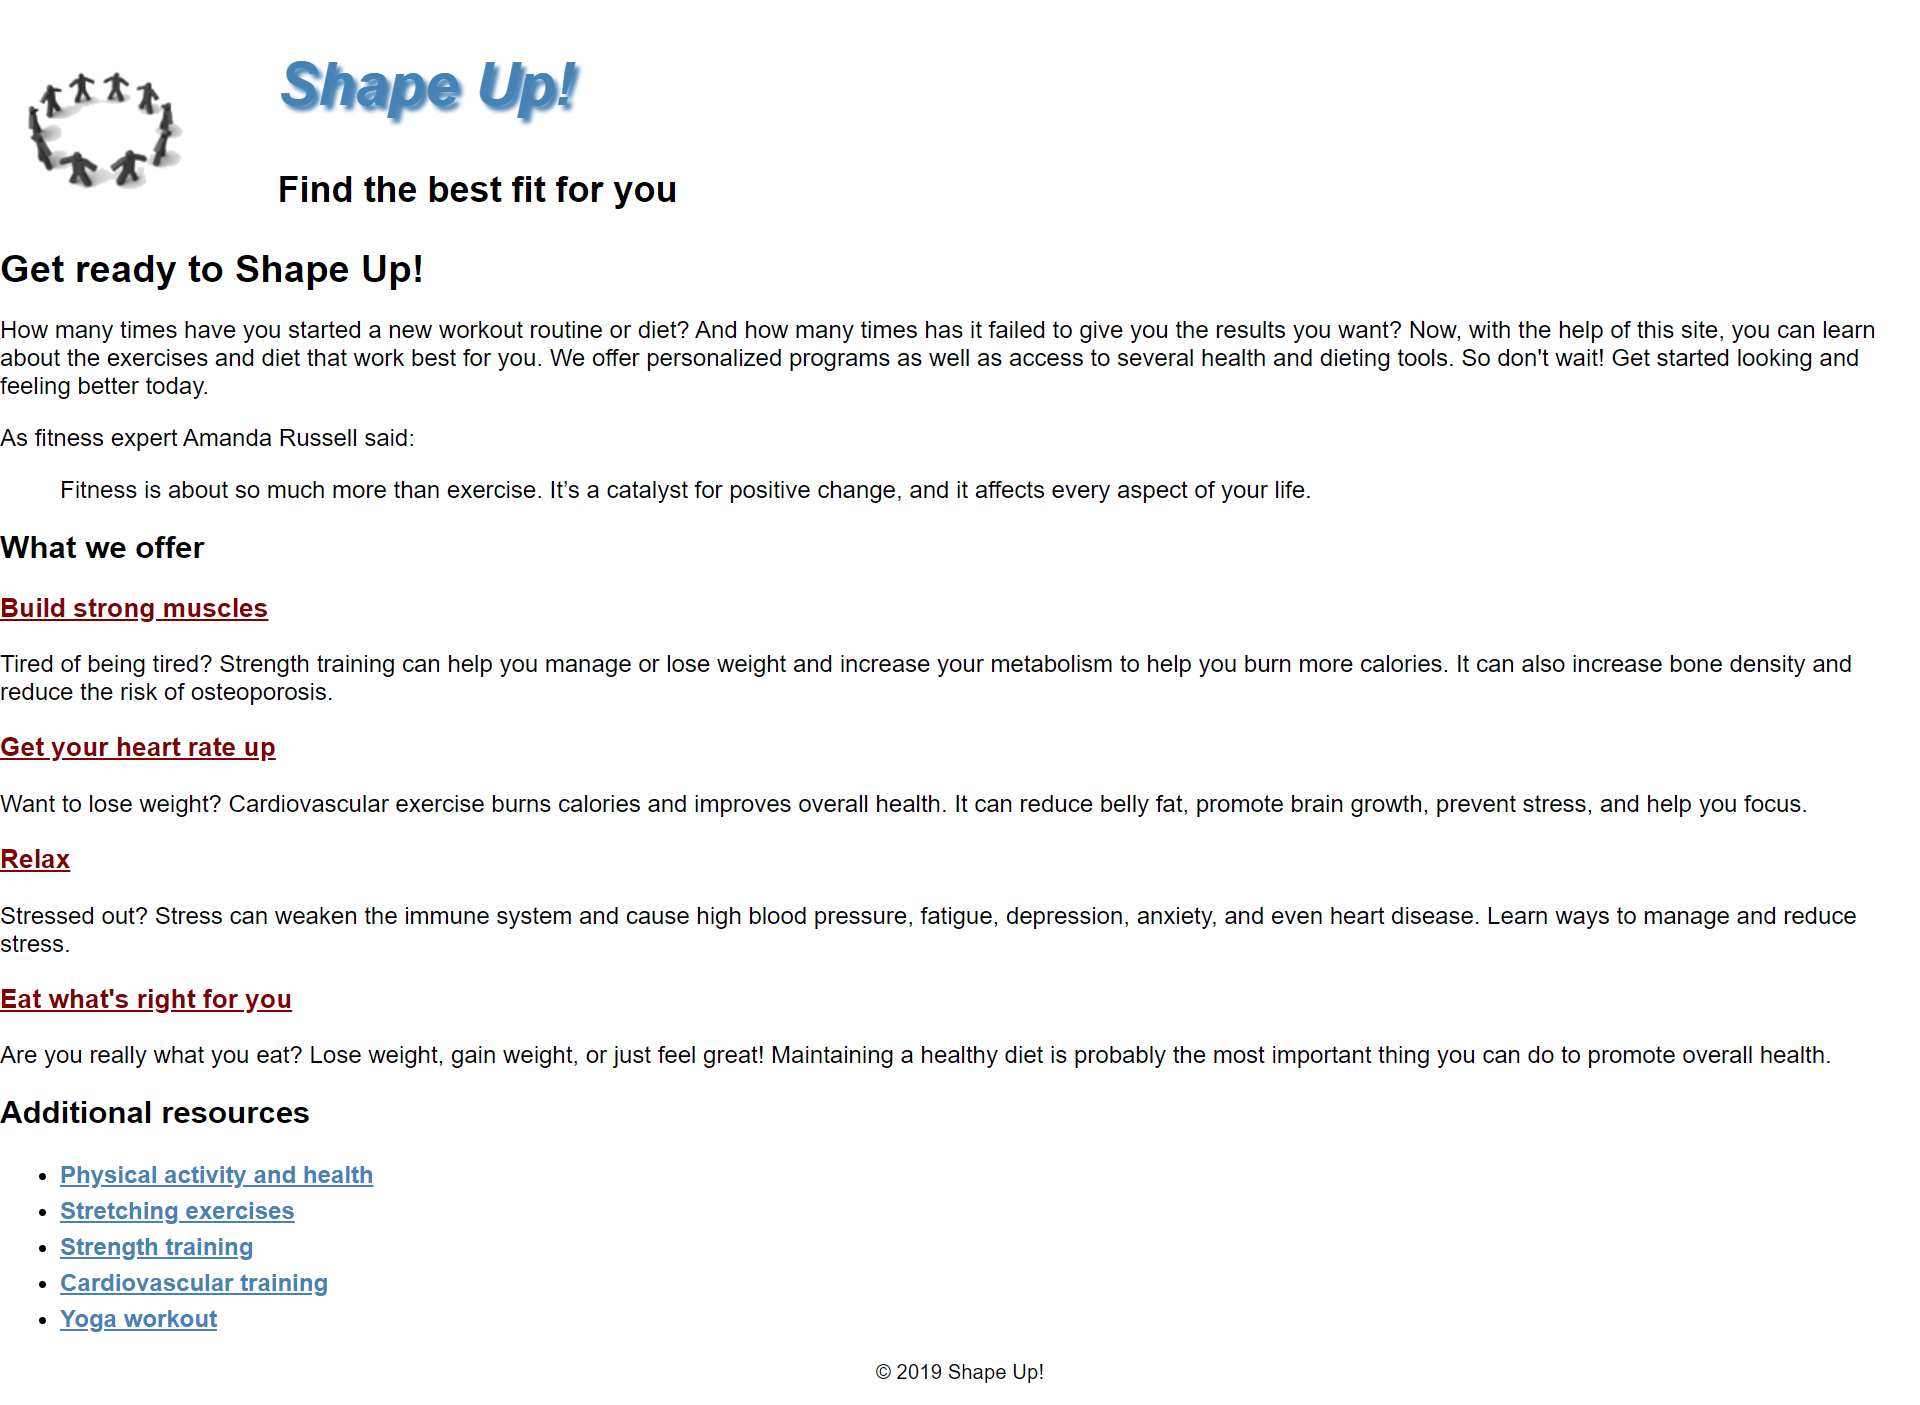 Shape Up!
Find the best fit for you
Get ready to Shape Up!
How many times have you started a new workout routine or diet? And how many times has it failed to give you the results you want? Now, with the help of this site, you can learn
about the exercises and diet that work best for you. We offer personalized programs as well as access to several health and dieting tools. So don't wait! Get started looking and
feeling better today.
As fitness expert Amanda Russell said:
Fitness is about so much more than exercise. It’s a catalyst for positive change, and it affects every aspect of your life.
What we offer
Build strong muscles
Tired of being tired? Strength training can help you manage or lose weight and increase your metabolism to help you burn more calories. It can also increase bone density and
reduce the risk of osteoporosis.
Get your heart rate up
Want to lose weight? Cardiovascular exercise burns calories and improves overall health. It can reduce belly fat, promote brain growth, prevent stress, and help you focus.
Relax
Stressed out? Stress can weaken the immune system and cause high blood pressure, fatigue, depression, anxiety, and even heart disease. Learn ways to manage and reduce
stress.
Eat what's right for you
Are you really what you eat? Lose weight, gain weight, or just feel great! Maintaining a healthy diet is probably the most important thing you can do to promote overall health.
Additional resources
• Physical activity and health
• Stretching exercises
• Strength training
• Cardiovascular training
• Yoga workout
© 2019 Shape Up!